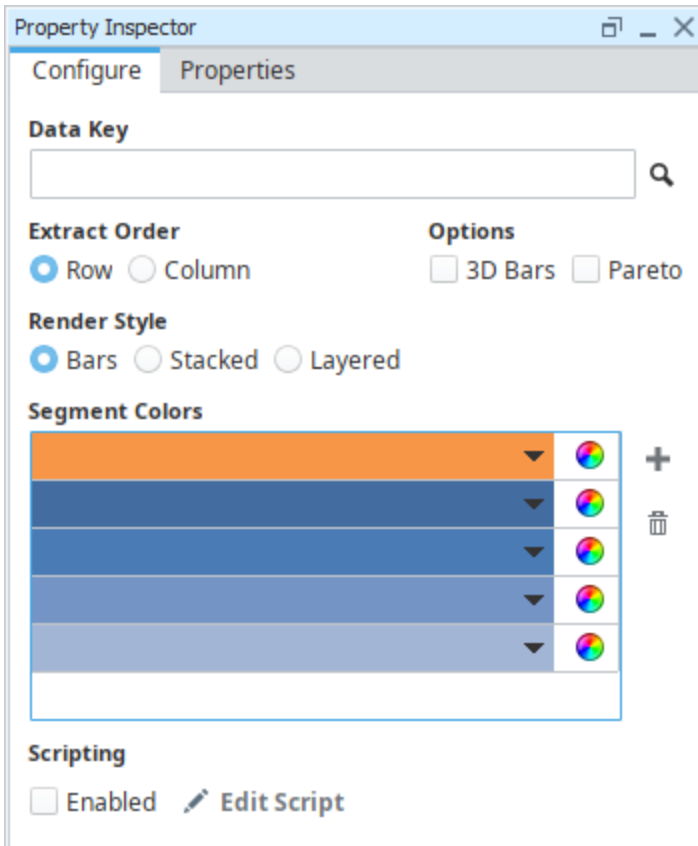 Property Inspector
Configure Properties
Data Key
Extract Order Options
Row Column 3D Bars Pareto
Render Style
Bars Stacked Layered
Segment Colors
Scripting
Enabled Edit Script